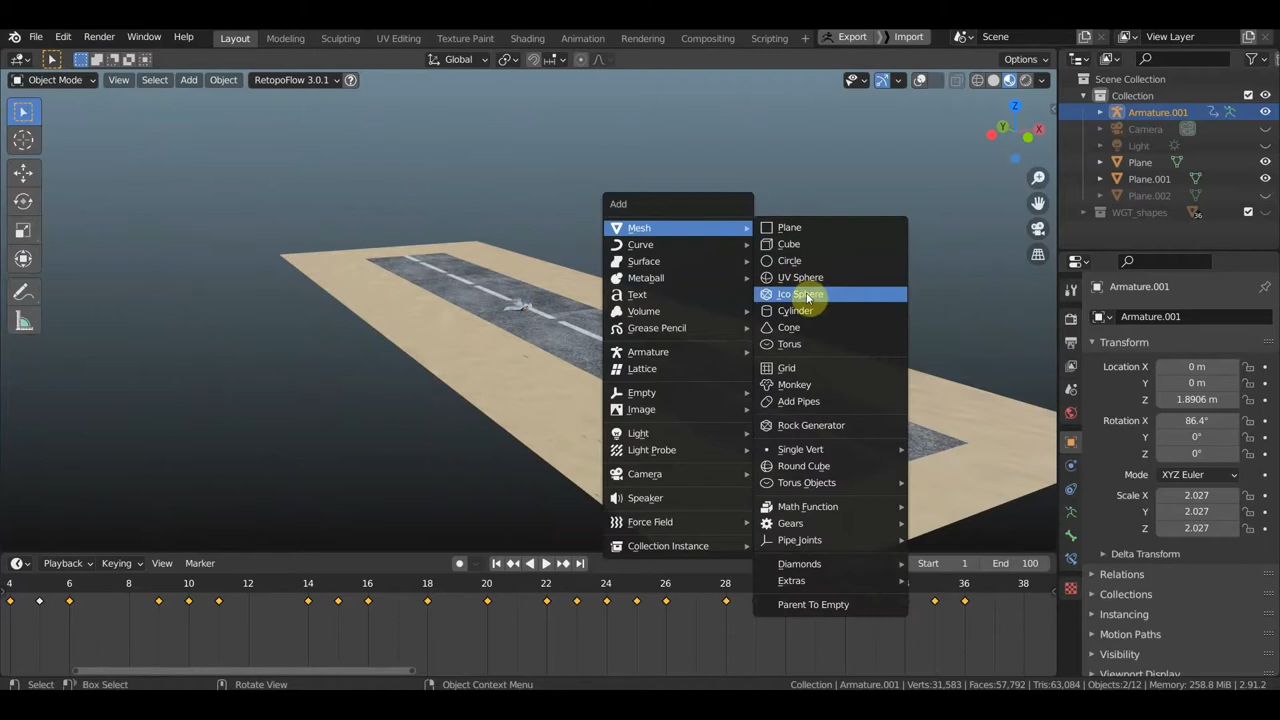 File Edit Render Window Help Layout Modeling Sculpting UV Editing Texture Paint Shading Animation Rendering Compositing Scripting + Export Import Scene View Layer
Global Options
Object Mode View Select Add Object RetopoFlow 3.0.1
Scene Collection
Collection
Armature.001
Camera
Light
Plane
Plane.001
Plane.002
WGT_shapes 36
Z
Y
X
Add
Mesh
Curve
Surface
Metaball
Text
Volume
Grease Pencil
Armature
Lattice
Empty
Image
Light
Light Probe
Camera
Speaker
Force Field
Collection Instance
Plane
Cube
Circle
UV Sphere
Ico Sphere
Cylinder
Cone
Torus
Grid
Monkey
Add Pipes
Rock Generator
Single Vert
Round Cube
Torus Objects
Math Function
Gears
Pipe Joints
Diamonds
Extras
Parent To Empty
Armature.001
Armature.001
Transform
Location X 0 m
Y 0 m
Z 1.8906 m
Rotation X 86.4°
Y 0°
Z 0°
Mode XYZ Euler
Scale X 2.027
Y 2.027
Z 2.027
Delta Transform
Relations
Collections
Instancing
Motion Paths
Visibility
Viewport Display
Playback Keying View Marker Start 1 End 100
4 6 8 10 12 14 16 18 20 22 24 26 28 36 38
Select Box Select Rotate View Object Context Menu Collection | Armature.001 | Verts:31,583 | Faces:57,792 | Tris:63,084 | Objects:2/12 | Memory: 258.8 MiB | 2.91.2